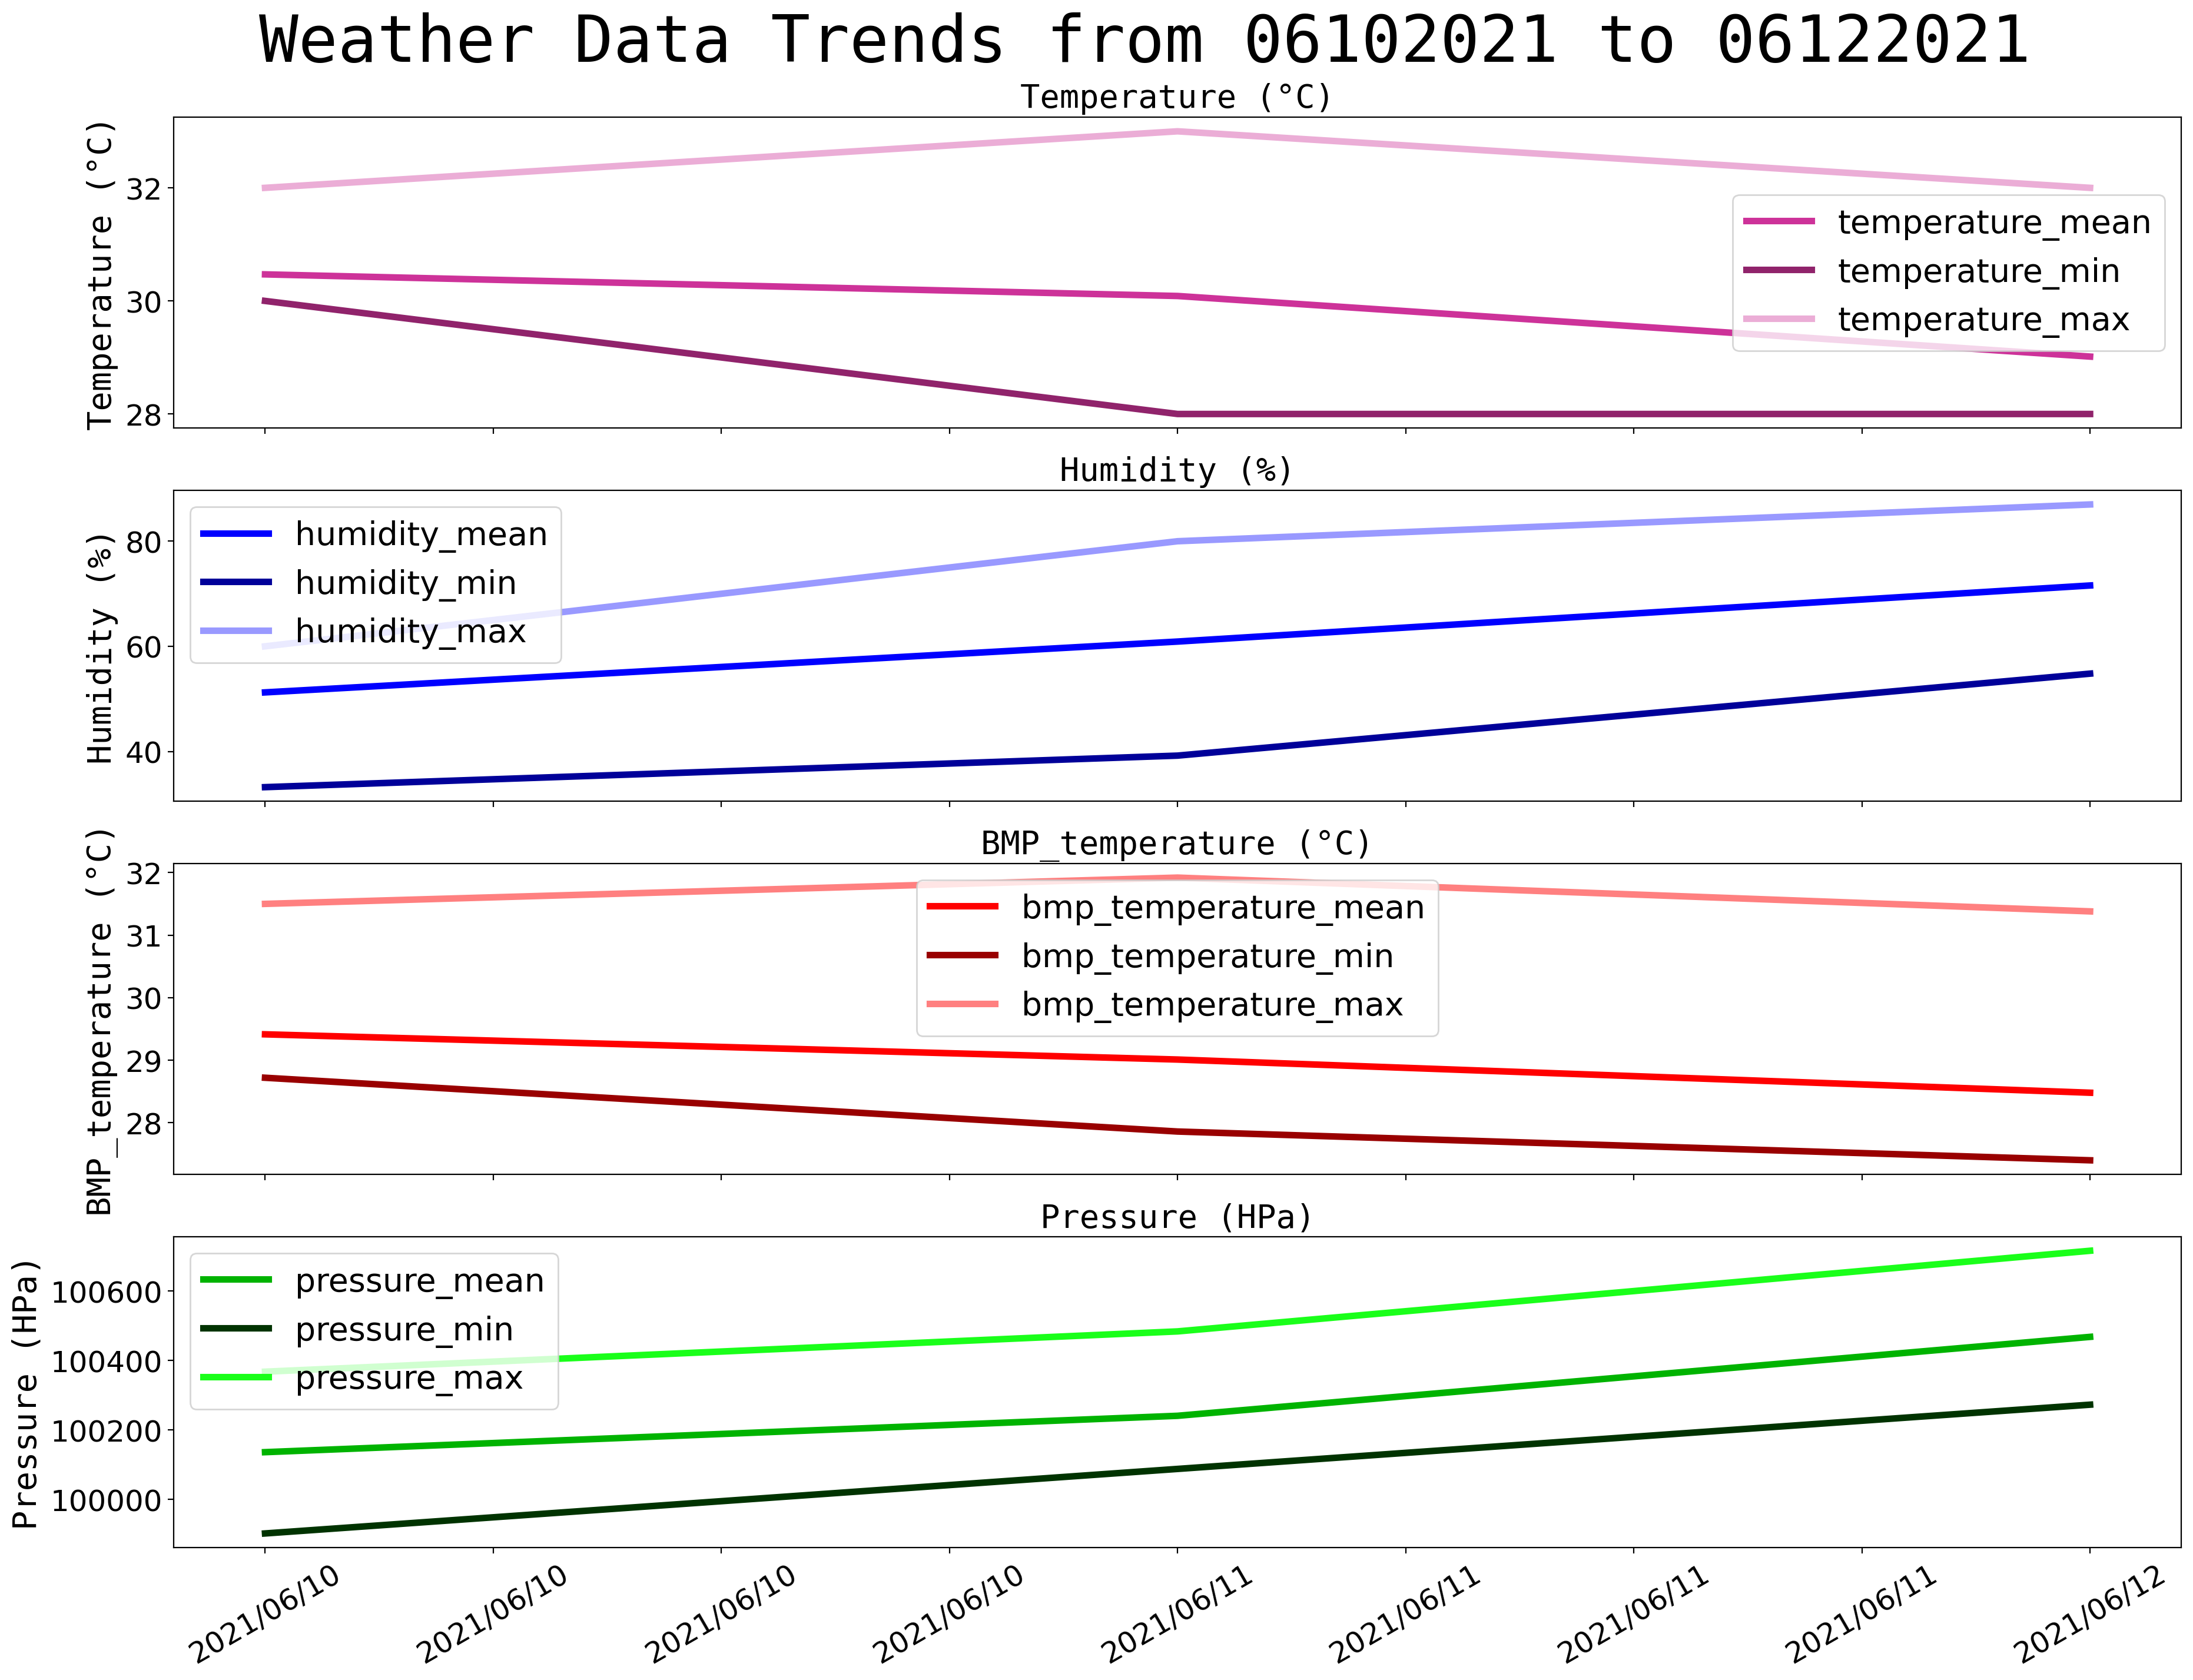 Weather Data Trends from 06102021 to 06122021
Temperature (°C)
Temperature (°C)
32
30
28
temperature_mean
temperature_min
temperature_max
Humidity (%)
Humidity (%)
80
60
40
humidity_mean
humidity_min
humidity_max
BMP_temperature (°C)
BMP_temperature (°C)
32
31
30
29
28
bmp_temperature_mean
bmp_temperature_min
bmp_temperature_max
Pressure (HPa)
Pressure (HPa)
100600
100400
100200
100000
pressure_mean
pressure_min
pressure_max
2021/06/10
2021/06/10
2021/06/10
2021/06/10
2021/06/11
2021/06/11
2021/06/11
2021/06/11
2021/06/12